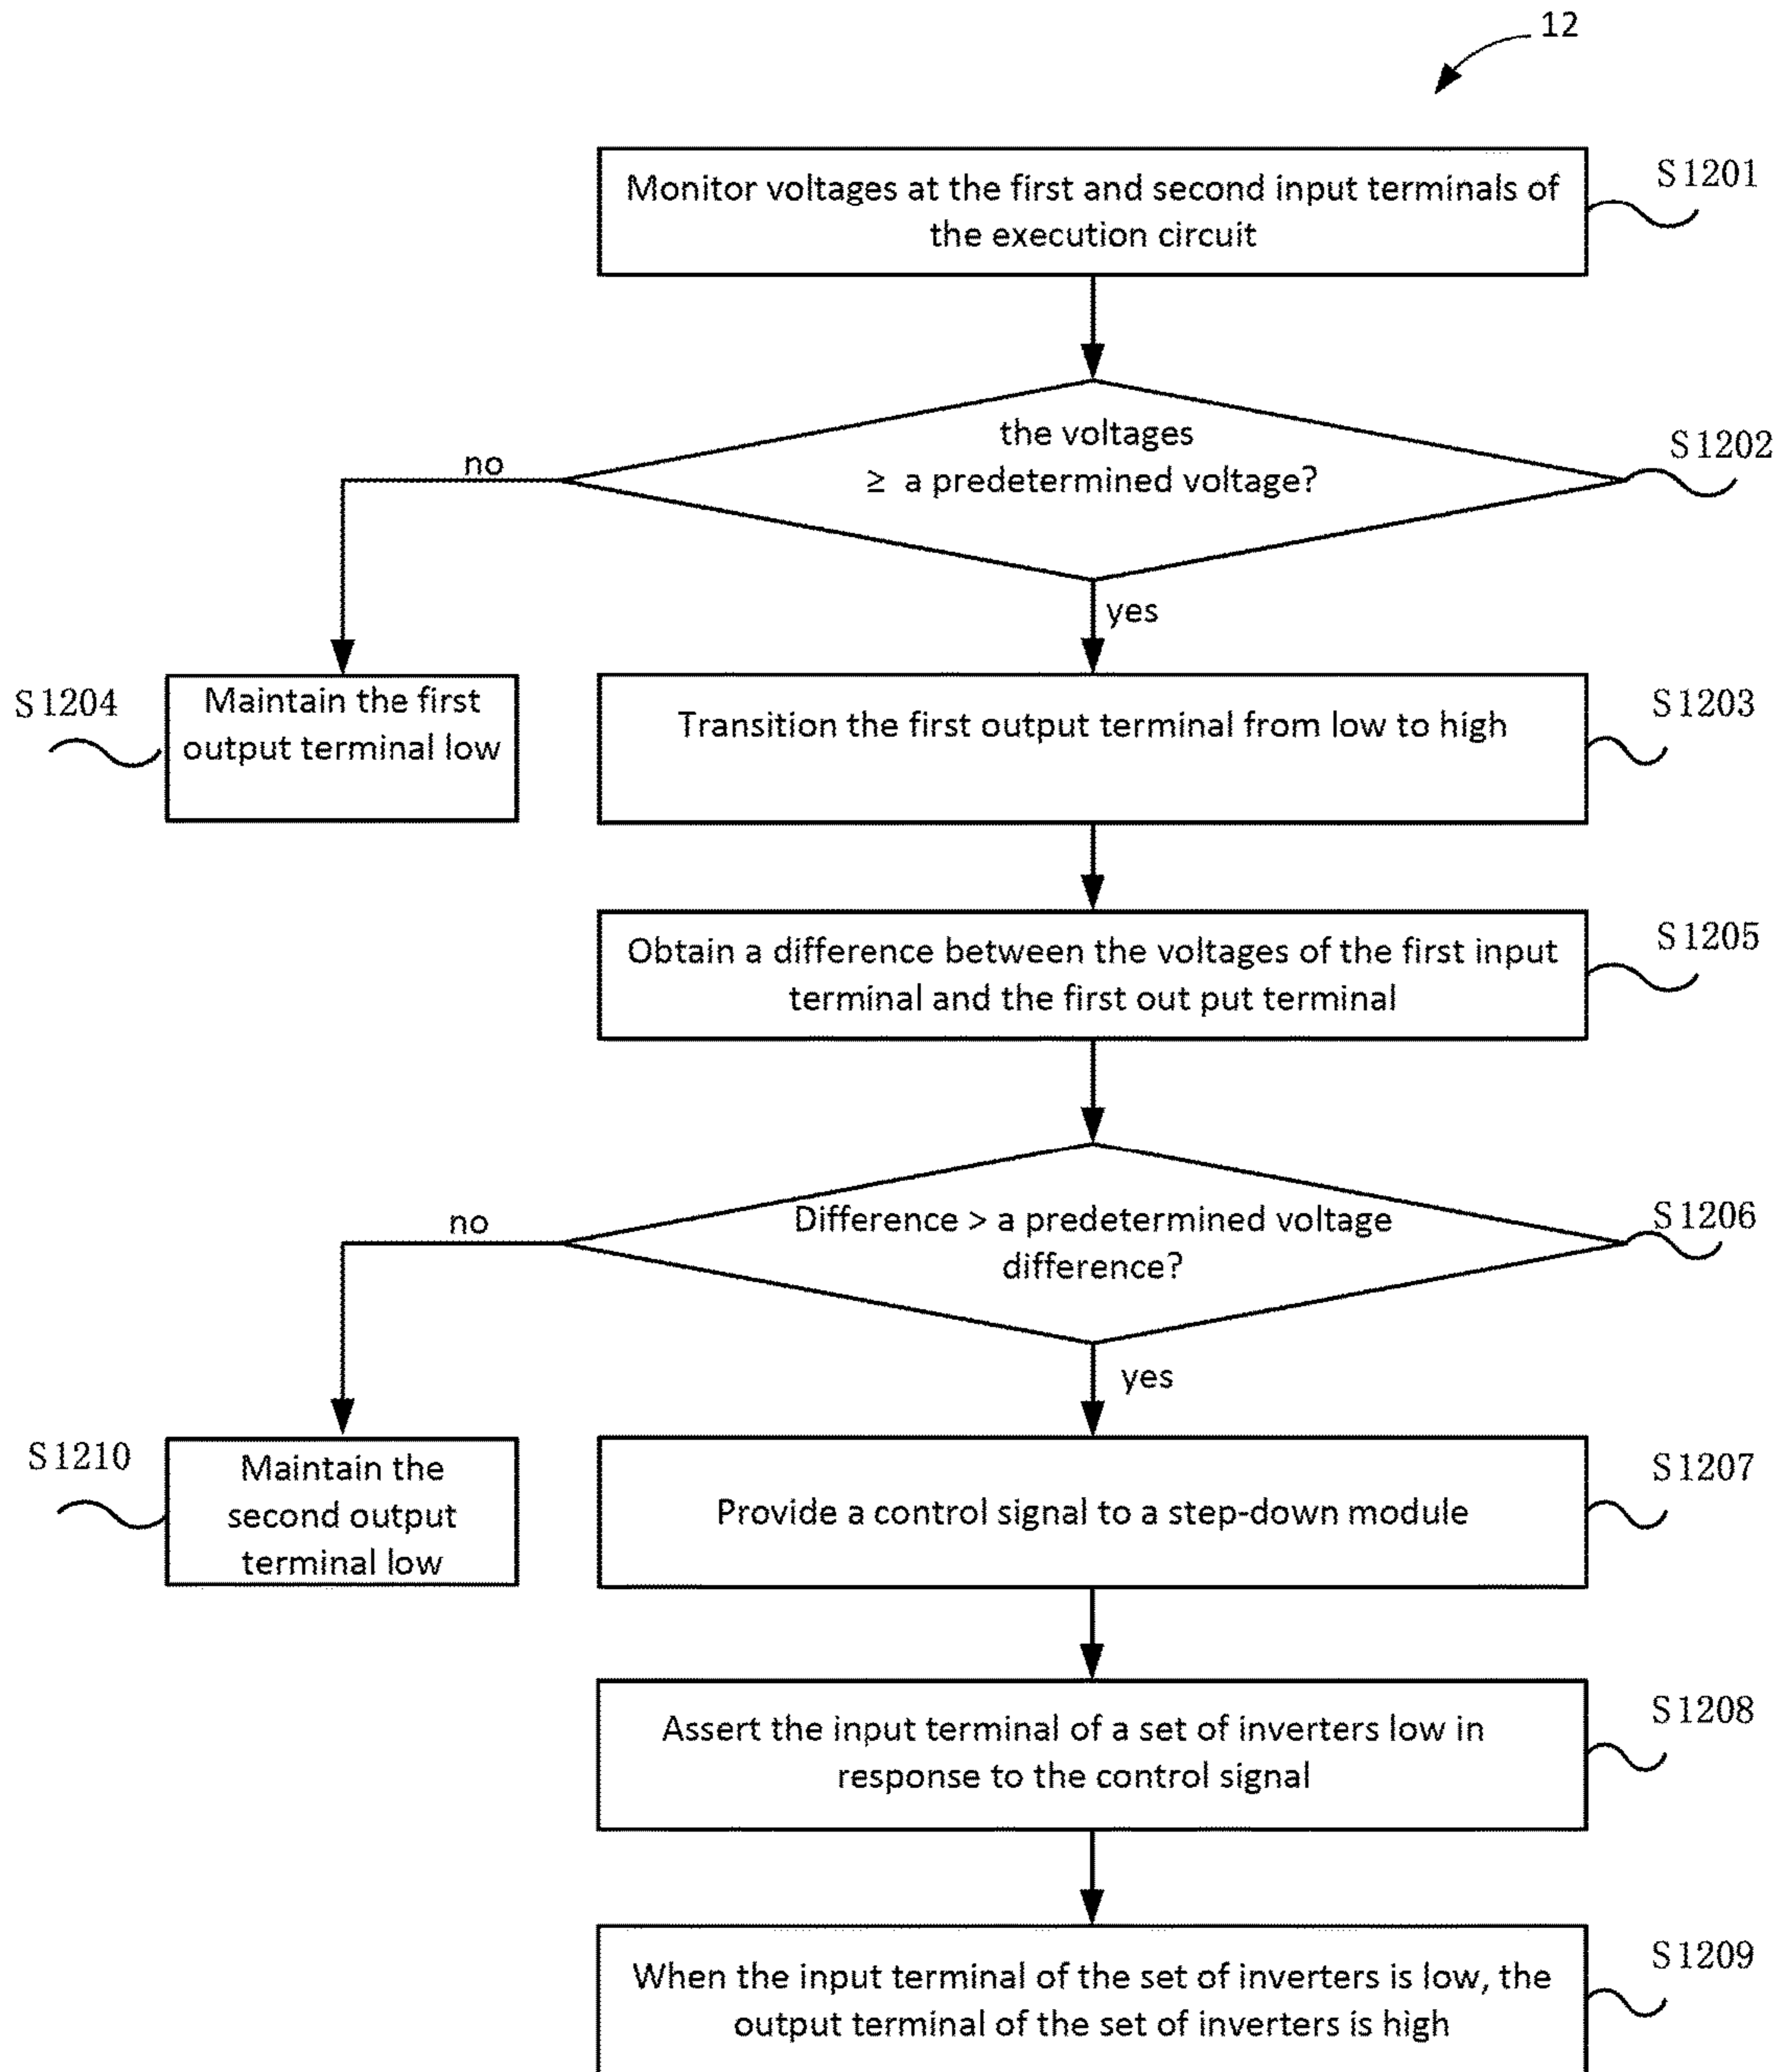 12
Monitor voltages at the first and second input terminals of
the execution circuit
S1201
the voltages
≥ a predetermined voltage?
S1202
no
yes
S1204
Maintain the first
output terminal low
Transition the first output terminal from low to high
S1203
Obtain a difference between the voltages of the first input
terminal and the first out put terminal
S1205
Difference > a predetermined voltage
difference?
S1206
no
yes
S1210
Maintain the
second output
terminal low
Provide a control signal to a step-down module
S1207
Assert the input terminal of a set of inverters low in
response to the control signal
S1208
When the input terminal of the set of inverters is low, the
output terminal of the set of inverters is high
S1209